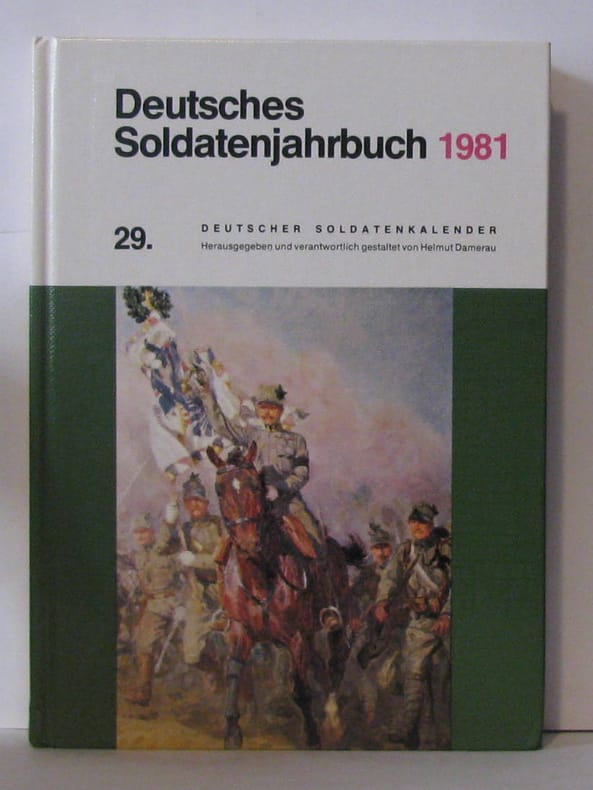 Deutsches
Soldatenjahrbuch 1981
29.
DEUTSCHER SOLDATENKALENDER
Herausgegeben und verantwortlich gestaltet von Helmut Damerau